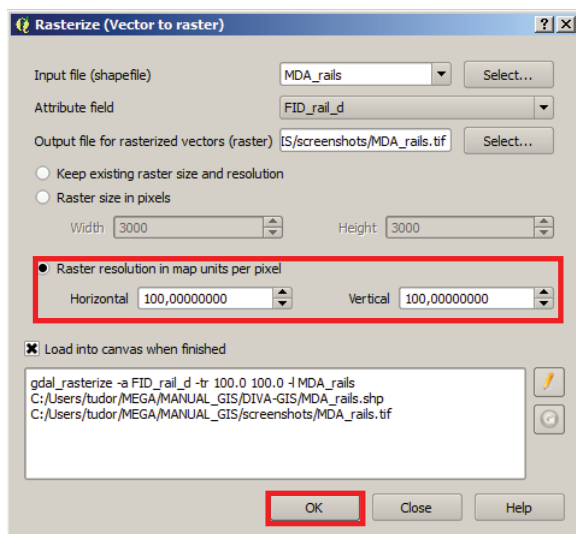 Rasterize (Vector to raster)
Input file (shapefile) MDA_rails Select...
Attribute field FID_rail_d
Output file for rasterized vectors (raster) IS/screenshots/MDA_rails.tif Select...
Keep existing raster size and resolution
Raster size in pixels
Width 3000 Height 3000
Raster resolution in map units per pixel
Horizontal 100,00000000 Vertical 100,00000000
Load into canvas when finished
gdal_rasterize -a FID_rail_d -tr 100.0 100.0 -l MDA_rails
C:/Users/tudor/MEGA/MANUAL_GIS/DIVA-GIS/MDA_rails.shp
C:/Users/tudor/MEGA/MANUAL_GIS/screenshots/MDA_rails.tif
OK Close Help